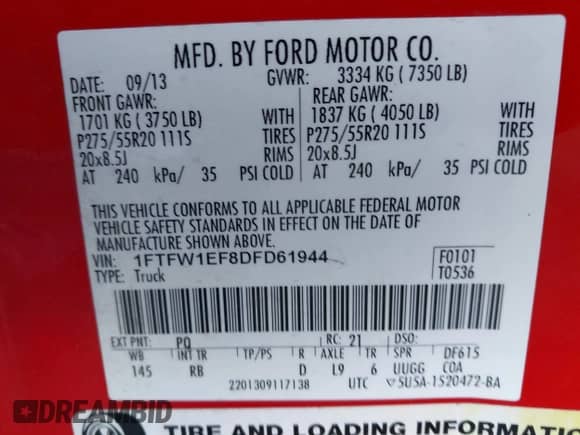 MFD. BY FORD MOTOR CO.
DATE: 09/13 GVWR: 3334 KG ( 7350 LB)
FRONT GAWR: REAR GAWR:
1701 KG ( 3750 LB) WITH 1837 KG ( 4050 LB) WITH
P275/55R20 111S TIRES P275/55R20 111S TIRES
20x8.5J RIMS 20x8.5J RIMS
AT 240 kPa/ 35 PSI COLD AT 240 kPa/ 35 PSI COLD
THIS VEHICLE CONFORMS TO ALL APPLICABLE FEDERAL MOTOR
VEHICLE SAFETY STANDARDS IN EFFECT ON THE DATE OF
MANUFACTURE SHOWN ABOVE.
VIN: 1FTFW1EF8DFD61944 F0101
TYPE: Truck T0536
EXT PNT: PQ RC: 21 DSO:
WB INT TR TP/PS R AXLE TR SPR DF615
145 RB D L9 6 UUGG COA
2201309117138 UTC 5U5A-1520472-BA
DREAMBID
TIRE AND LOADING INFORMATION